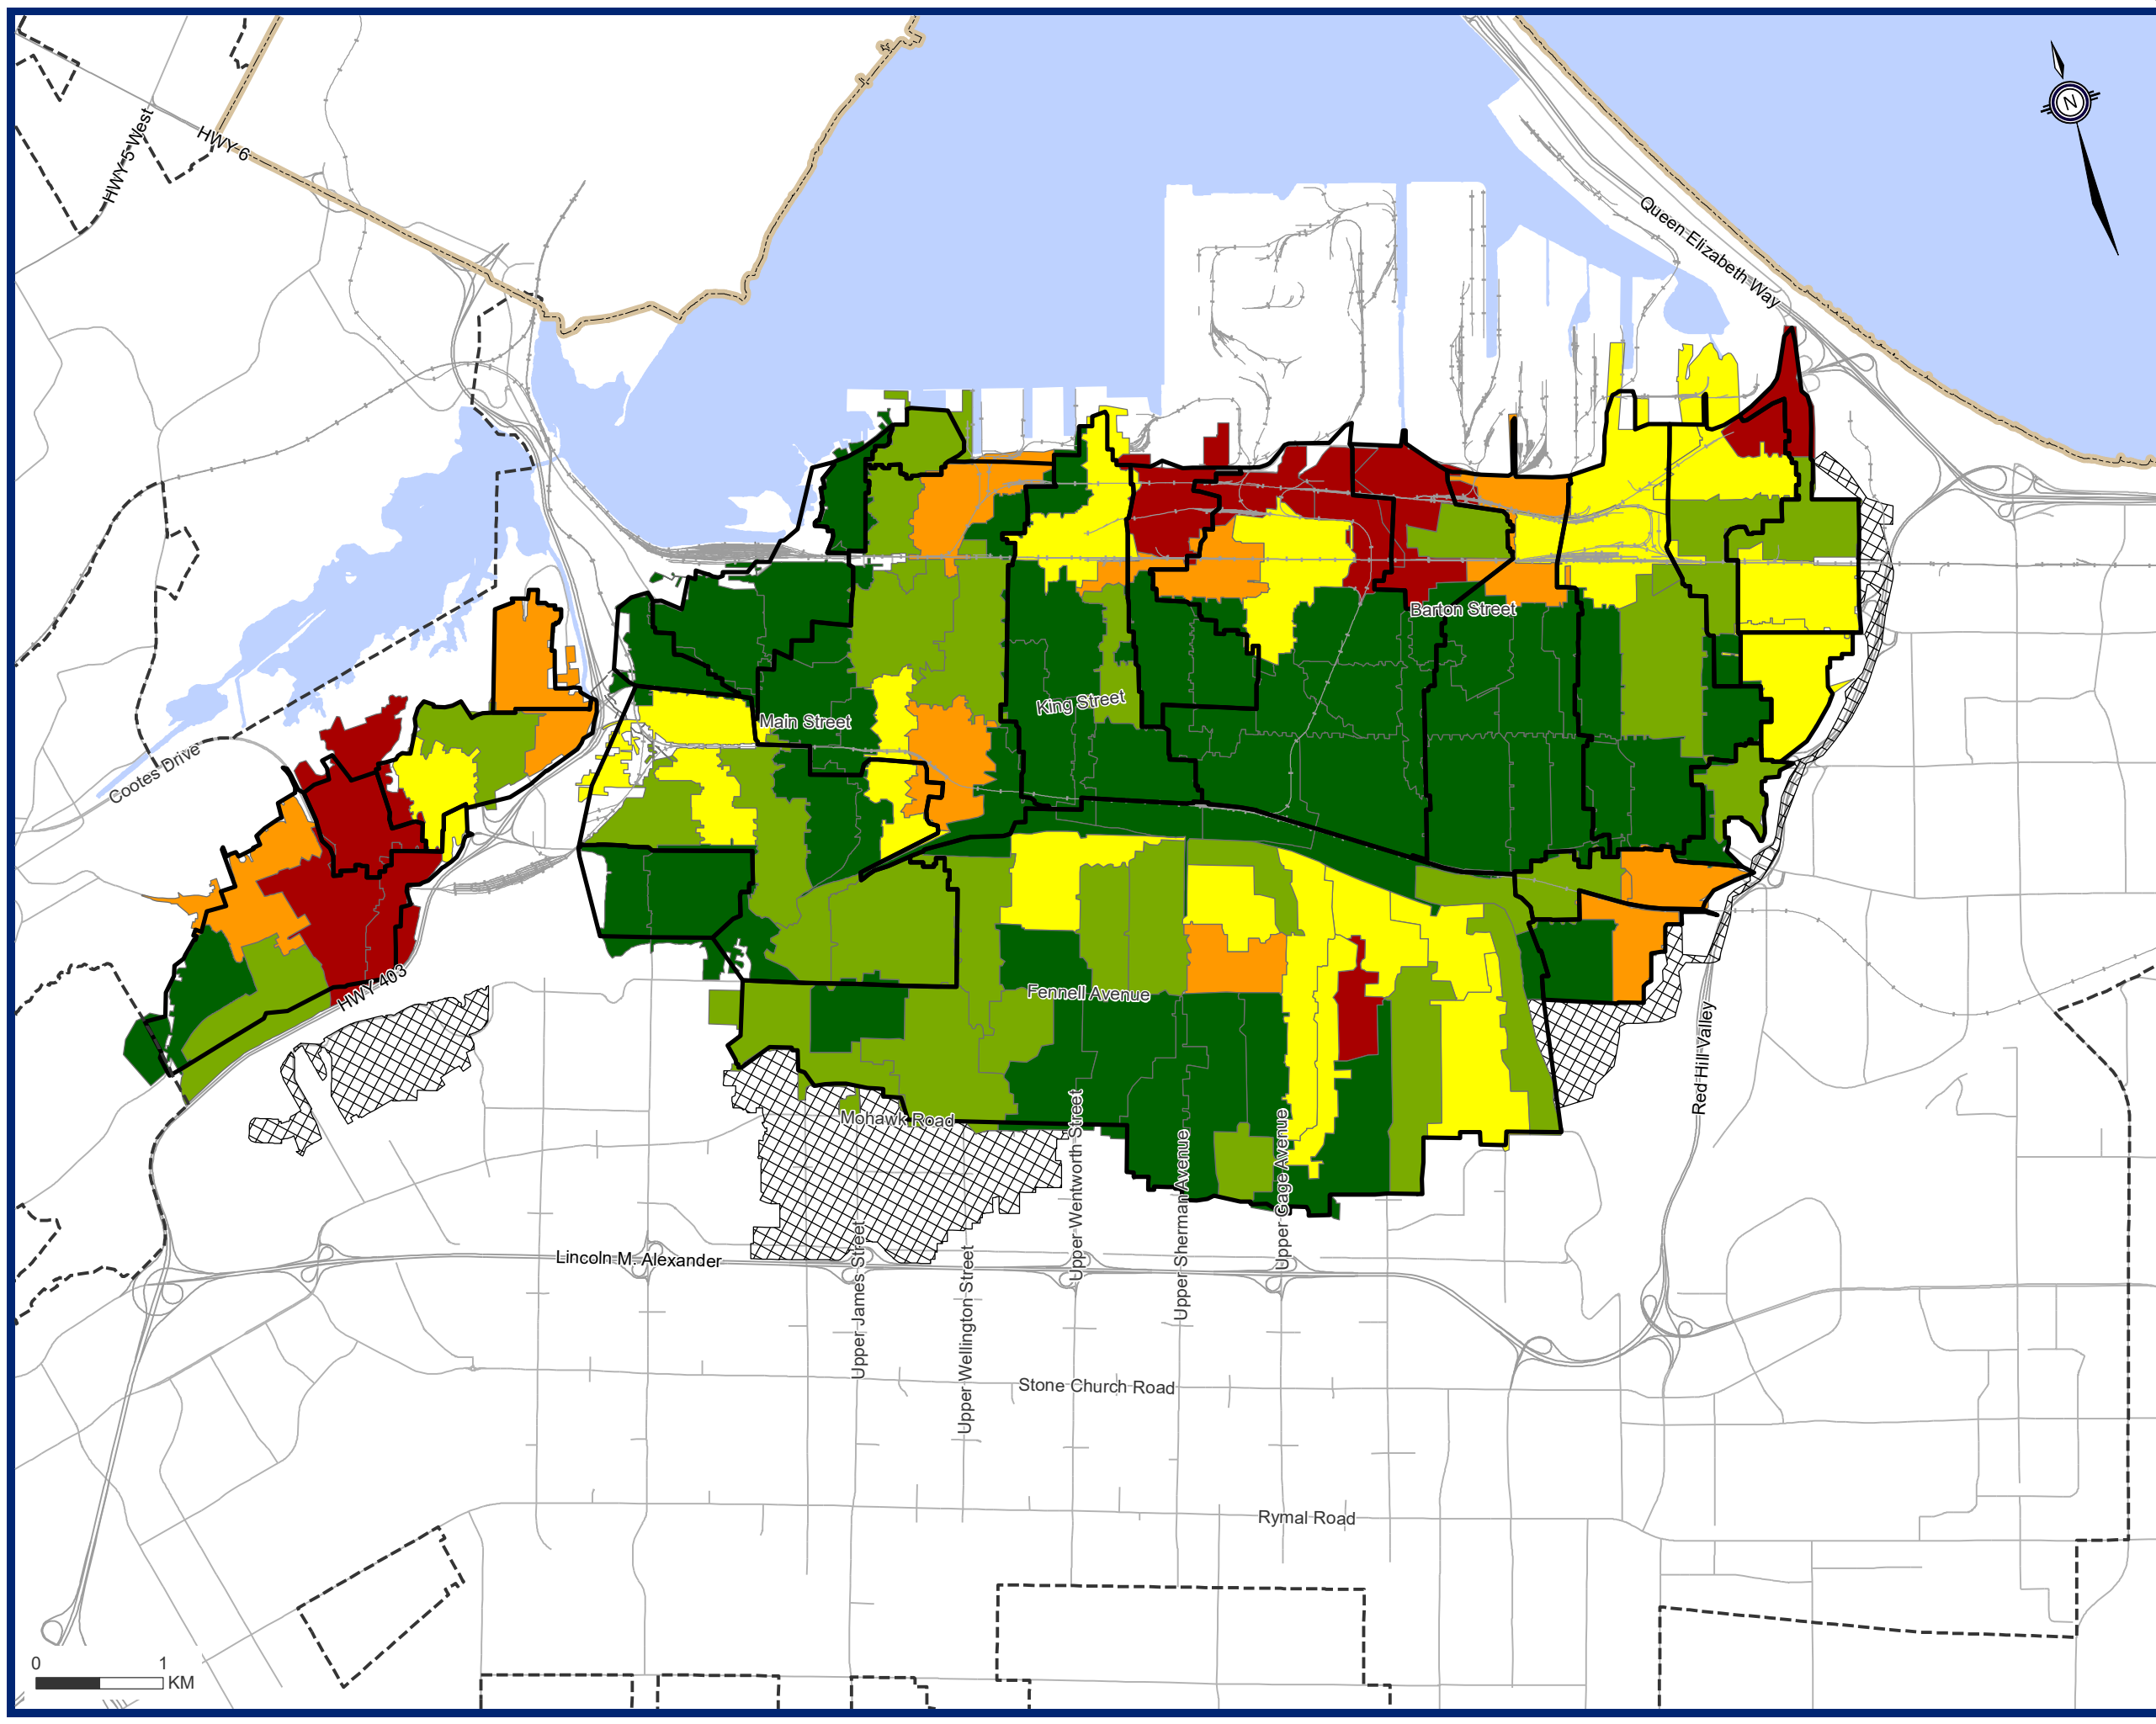 HWY 5 West
HWY 6
N
Queen Elizabeth Way
Barton Street
King Street
Main Street
Cootes Drive
HWY 403
Fennell Avenue
Red Hill Valley
Mohawk Road
Upper James Street
Upper Wellington Street
Upper Wentworth Street
Upper Sherman Avenue
Upper Gage Avenue
Lincoln M. Alexander
Stone Church Road
Rymal Road
0 1
KM